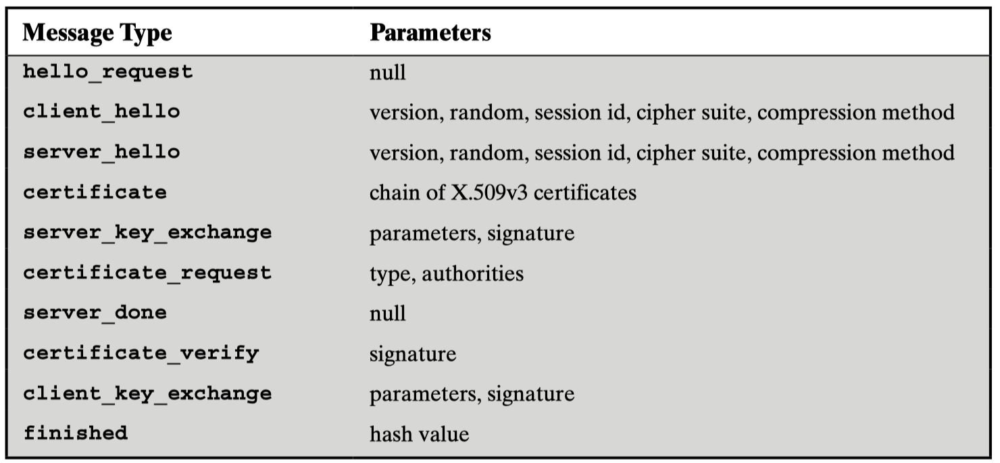 Message Type Parameters
hello_request null
client_hello version, random, session id, cipher suite, compression method
server_hello version, random, session id, cipher suite, compression method
certificate chain of X.509v3 certificates
server_key_exchange parameters, signature
certificate_request type, authorities
server_done null
certificate_verify signature
client_key_exchange parameters, signature
finished hash value